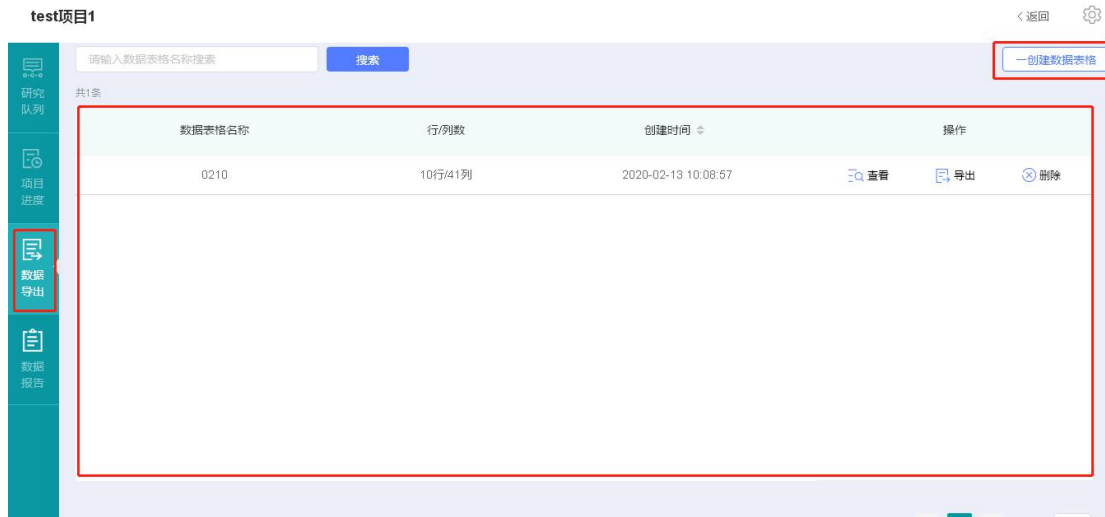 test项目1
<返回
研究
队列
项目
进度
数据
导出
数据
报告
请输入数据表格名称搜索
搜索
一创建数据表格
共1条
数据表格名称 行/列数 创建时间 操作
0210 10行/41列 2020-02-13 10:08:57 查看 导出 删除